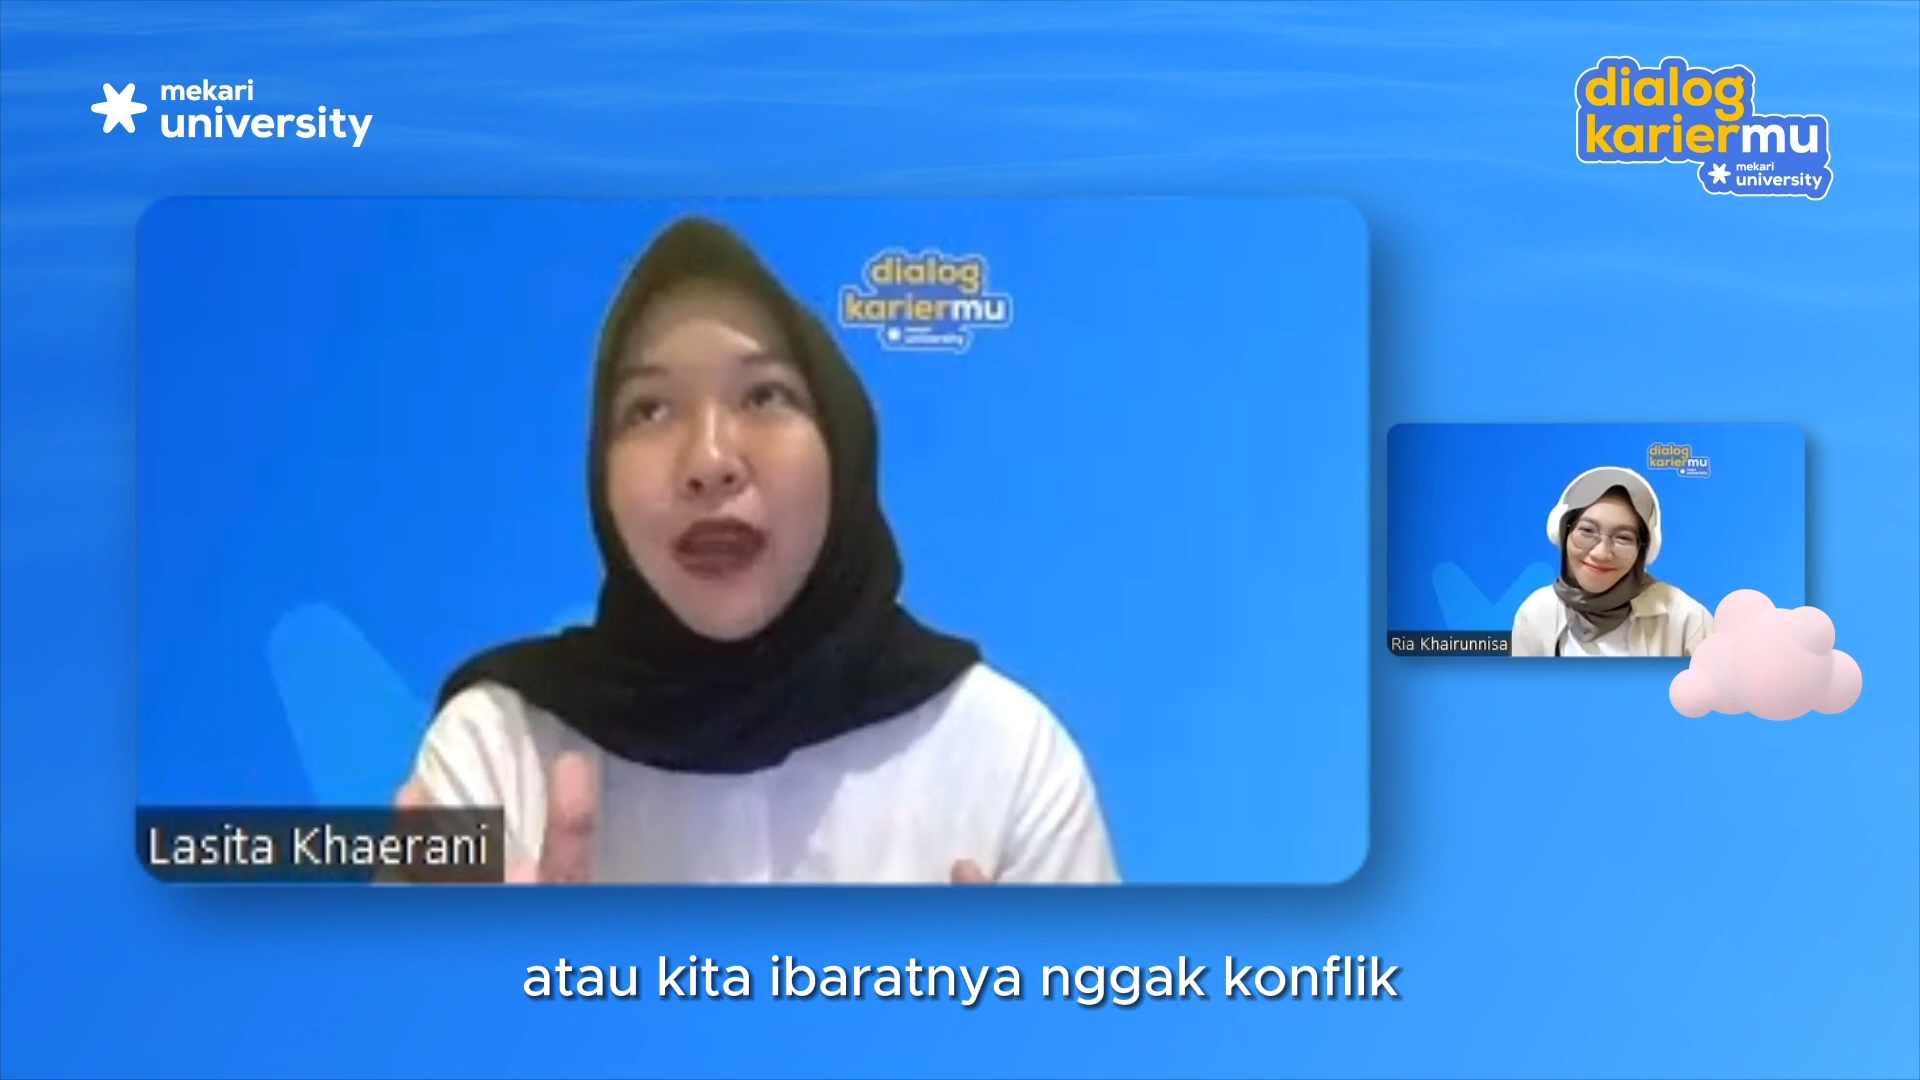 mekari
university
dialog
kariermu
mekari
university
dialog
kariermu
university
dialog
kariermu
Ria Khairunnisa
Lasita Khaerani
atau kita ibaratnya nggak konflik